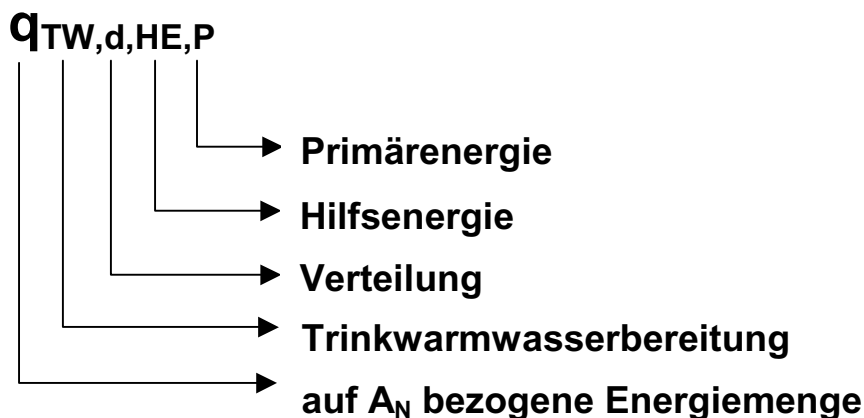 qTW,d,HE,P
Primärenergie
Hilfsenergie
Verteilung
Trinkwarmwasserbereitung
auf AN bezogene Energiemenge